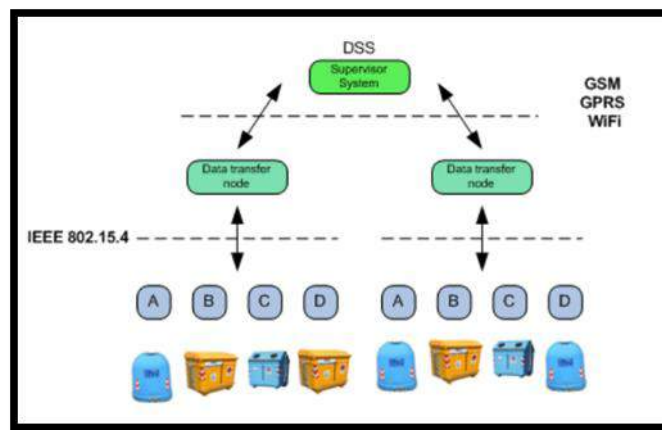 DSS
Supervisor
System
GSM
GPRS
WiFi
Data transfer
node
Data transfer
node
IEEE 802.15.4
A B C D A B C D